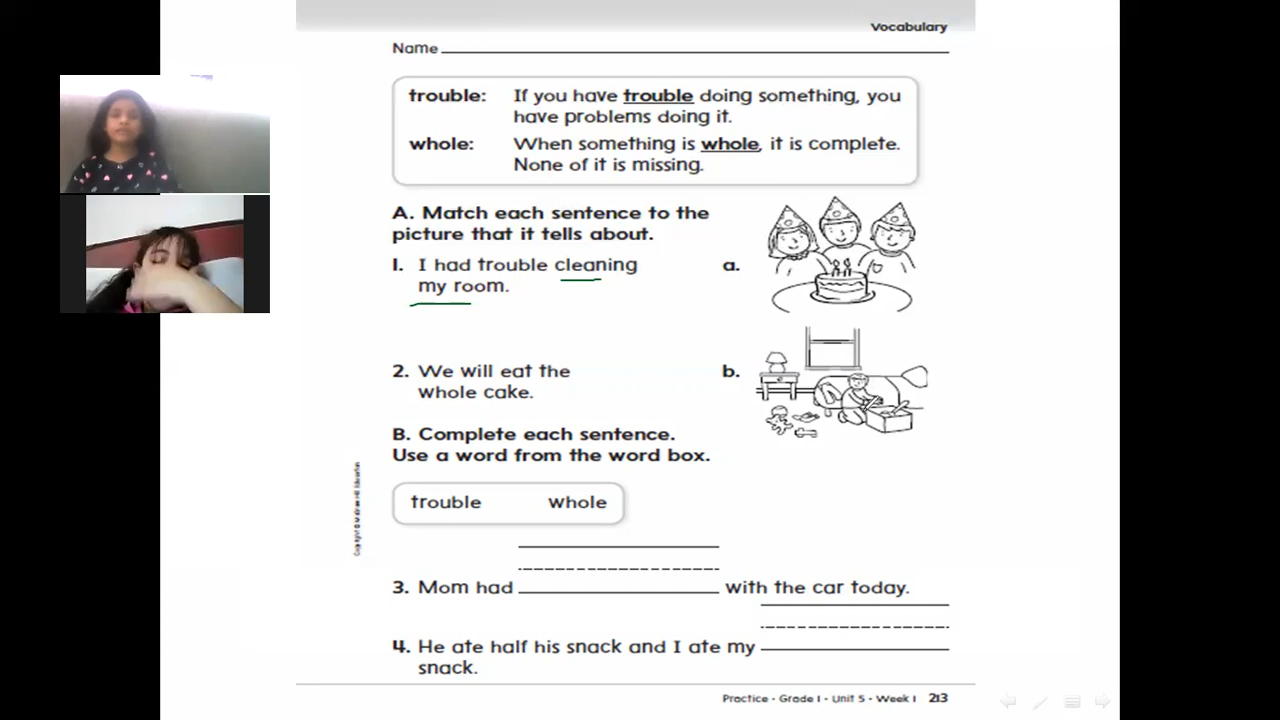 Vocabulary
Name
trouble: If you have trouble doing something, you
have problems doing it.
whole: When something is whole, it is complete.
None of it is missing.
A. Match each sentence to the
picture that it tells about.
1. I had trouble cleaning
my room.
a.
2. We will eat the
whole cake.
b.
B. Complete each sentence.
Use a word from the word box.
trouble whole
3. Mom had with the car today.
4. He ate half his snack and I ate my
snack.
Copyright © McGraw-Hill Education
Practice • Grade 1 • Unit 5 • Week 1 213